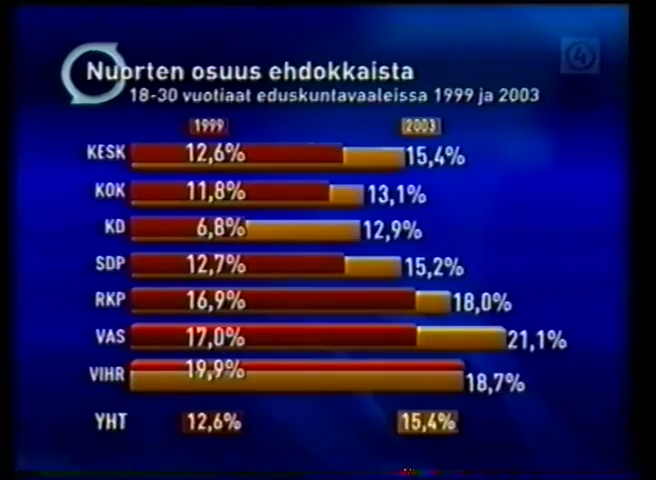 4
Nuorten osuus ehdokkaista
18-30 vuotiaat eduskuntavaaleissa 1999 ja 2003
1999 2003
KESK 12,6% 15,4%
KOK 11,8% 13,1%
KD 6,8% 12,9%
SDP 12,7% 15,2%
RKP 16,9% 18,0%
VAS 17,0% 21,1%
VIHR 19,9% 18,7%
YHT 12,6% 15,4%